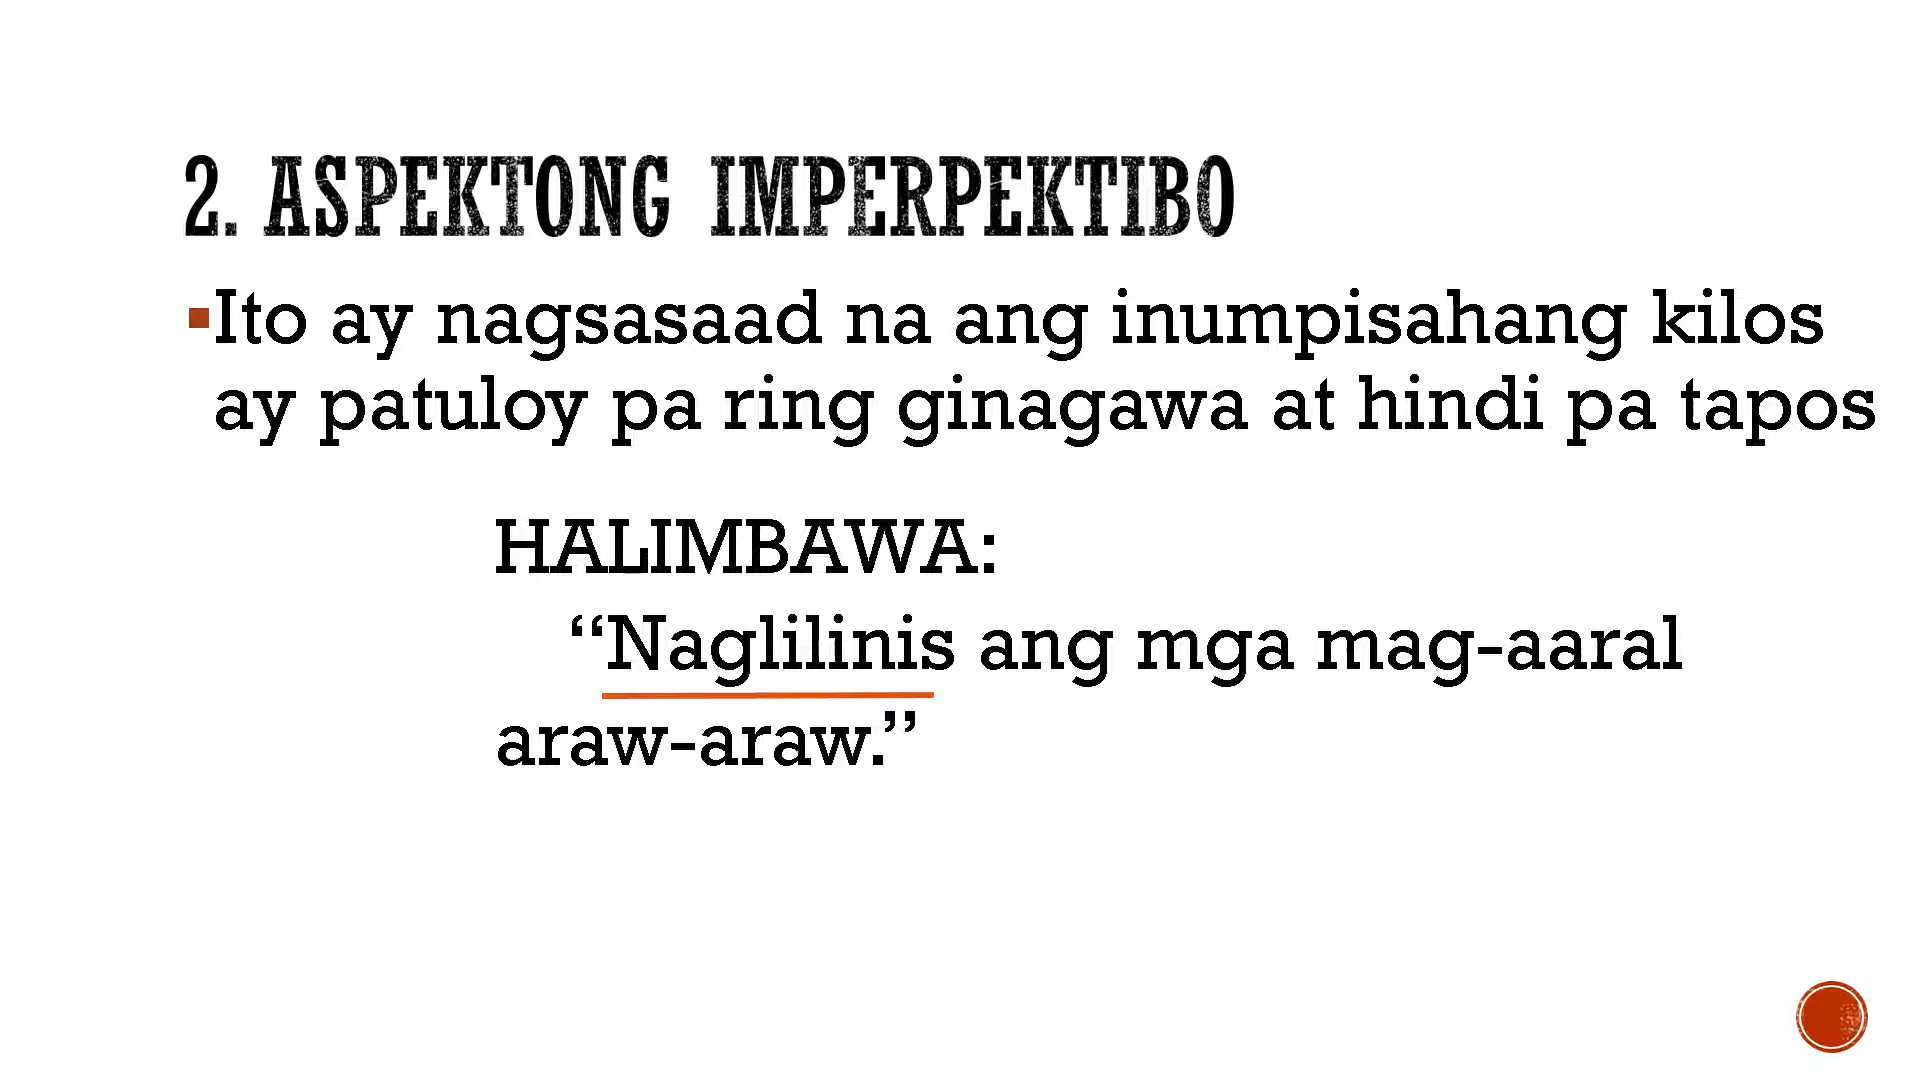 2. ASPEKTONG IMPERPEKTIBO
▪Ito ay nagsasaad na ang inumpisahang kilos
ay patuloy pa ring ginagawa at hindi pa tapos
HALIMBAWA:
“Naglilinis ang mga mag-aaral
araw-araw.”